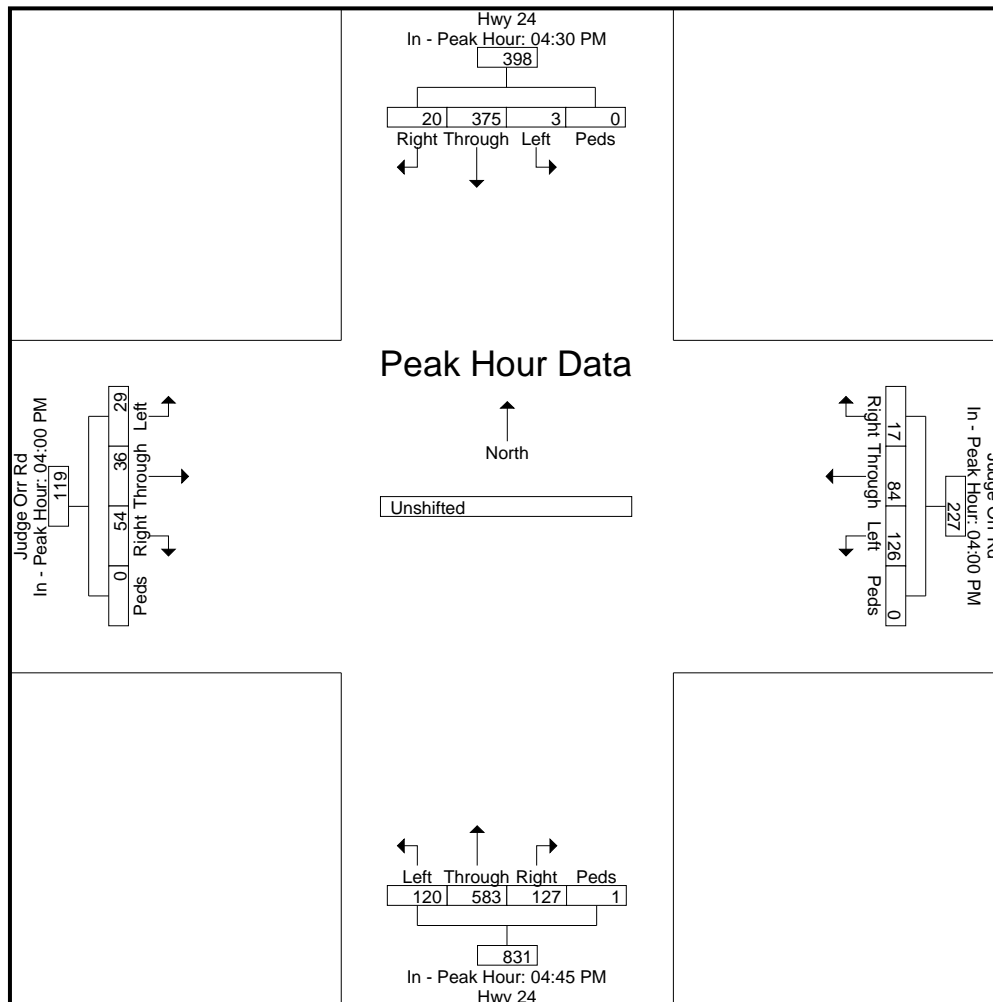 Hwy 24
In - Peak Hour: 04:30 PM
398
20 375 3 0
Right Through Left Peds
Peak Hour Data
North
Unshifted
Judge Orr Rd
In - Peak Hour: 04:00 PM
119
29 36 54 0
Left Through Right Peds
Right Through Left Peds
17 84 126 0
227
In - Peak Hour: 04:00 PM
Judge Orr Rd
Left Through Right Peds
120 583 127 1
831
In - Peak Hour: 04:45 PM
Hwy 24